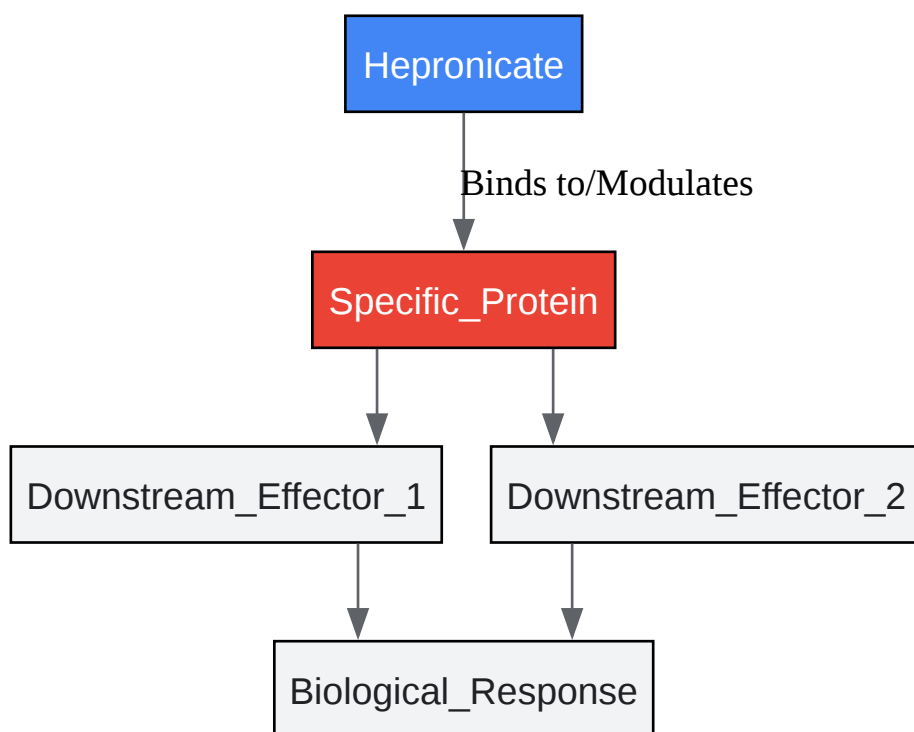 Hepronicate
Binds to/Modulates
Specific_Protein
Downstream_Effector_1
Downstream_Effector_2
Biological_Response